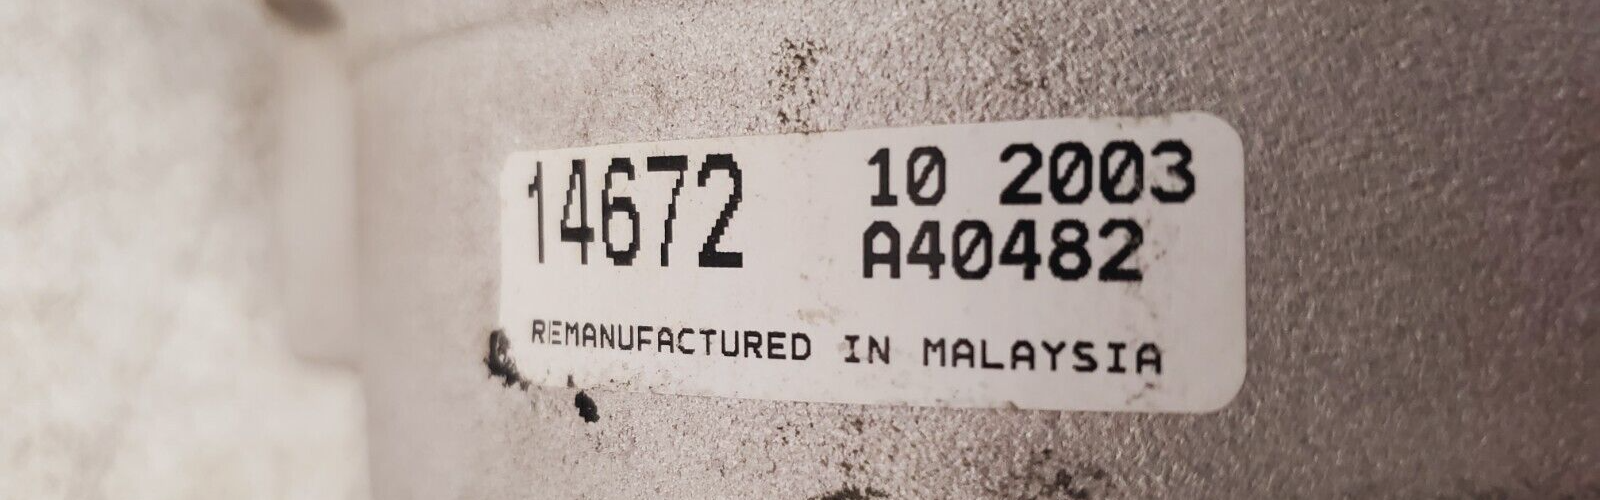 14672 10 2003
A40482
REMANUFACTURED IN MALAYSIA